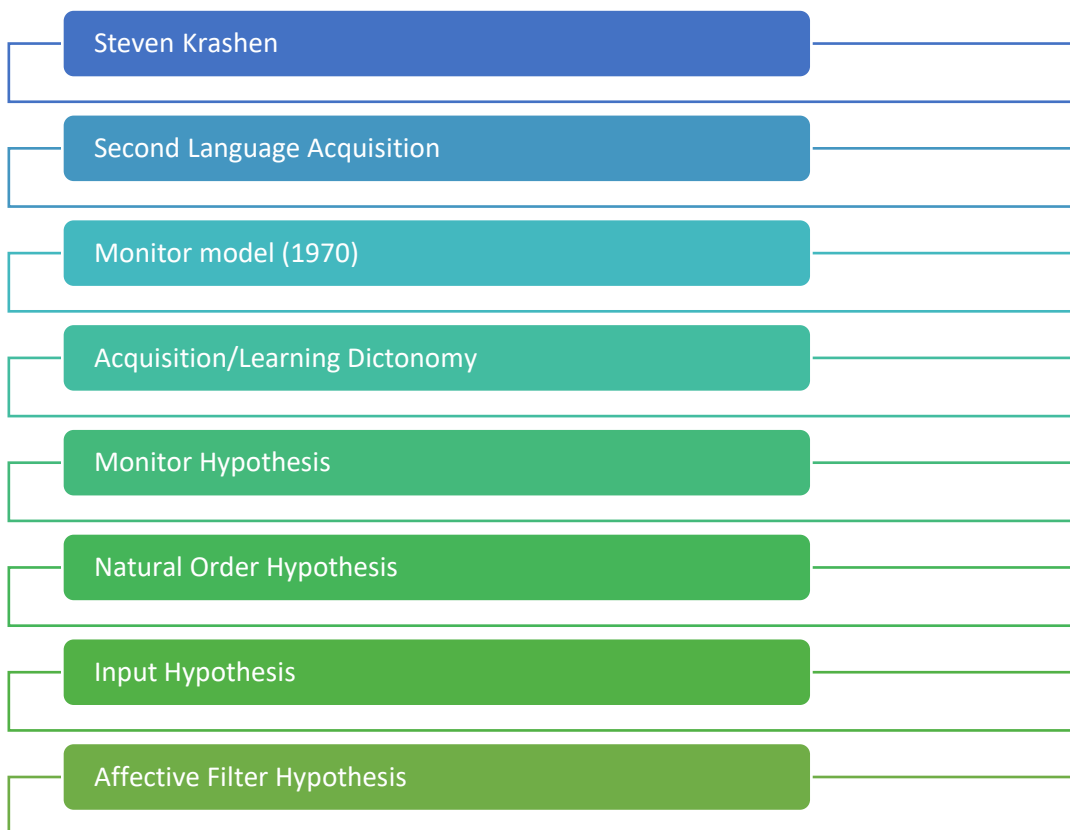 Steven Krashen
Second Language Acquisition
Monitor model (1970)
Acquisition/Learning Dictonomy
Monitor Hypothesis
Natural Order Hypothesis
Input Hypothesis
Affective Filter Hypothesis